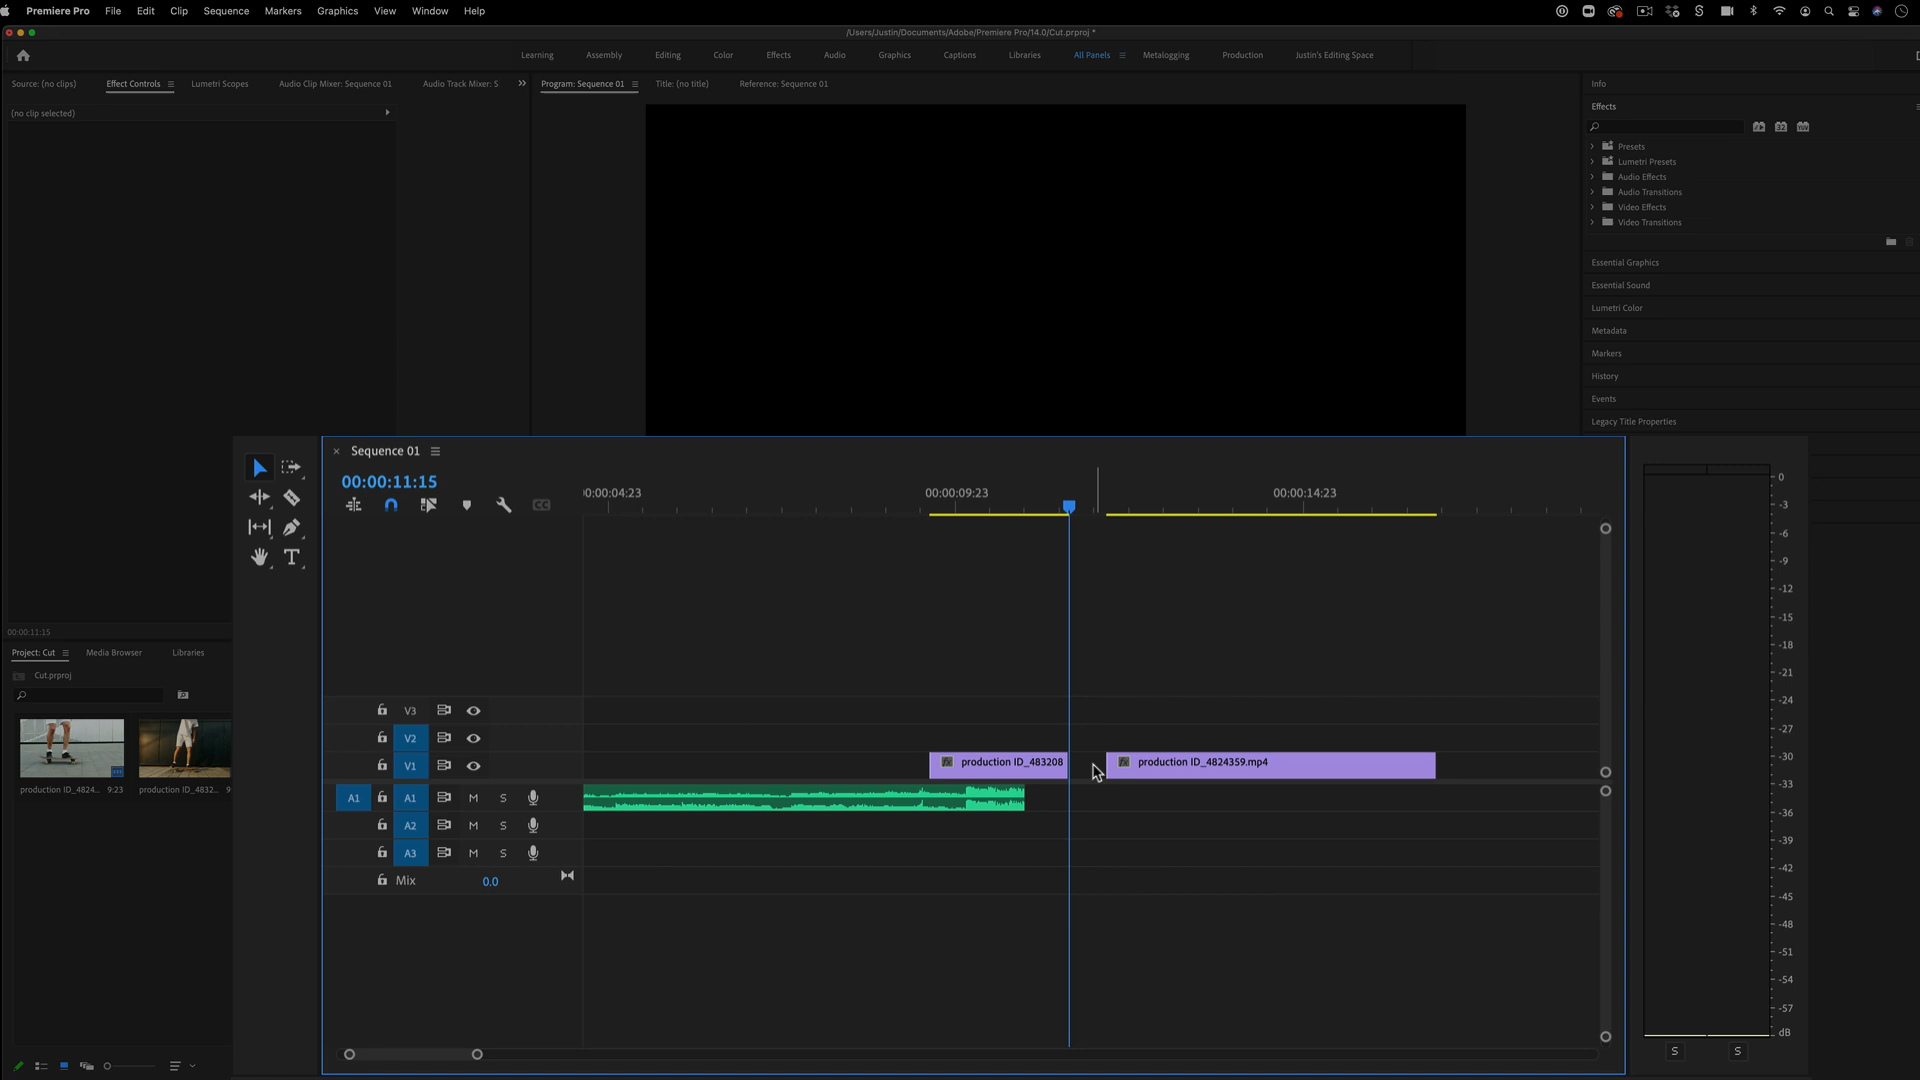 Premiere Pro File Edit Clip Sequence Markers Graphics View Window Help
/Users/Justin/Documents/Adobe/Premiere Pro/14.0/Cut.prproj *
Learning Assembly Editing Color Effects Audio Graphics Captions Libraries All Panels Metalogging Production Justin's Editing Space
Source: (no clips) Effect Controls Lumetri Scopes Audio Clip Mixer: Sequence 01 Audio Track Mixer: S
Program: Sequence 01 Title: (no title) Reference: Sequence 01
(no clip selected)
Info
Effects
32
YUV
Presets
Lumetri Presets
Audio Effects
Audio Transitions
Video Effects
Video Transitions
Essential Graphics
Essential Sound
Lumetri Color
Metadata
Markers
History
Events
Legacy Title Properties
00:00:11:15
Project: Cut Media Browser Libraries
Cut.prproj
production ID_4824... 9:23
production ID_4832...
Sequence 01
00:00:11:15
CC
T
00:00:04:23
00:00:09:23
00:00:14:23
V3
V2
V1
production ID_483208
production ID_4824359.mp4
A1 A1 M S
A2 M S
A3 M S
Mix 0.0
0
-3
-6
-9
-12
-15
-18
-21
-24
-27
-30
-33
-36
-39
-42
-45
-48
-51
-54
-57
dB
S S